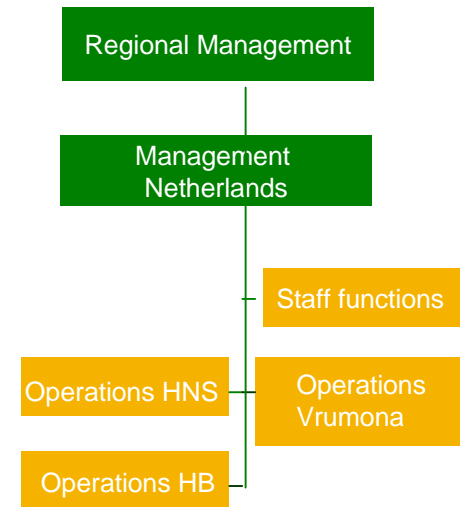 Regional Management
Management
Netherlands
Staff functions
Operations HNS
Operations
Vrumona
Operations HB